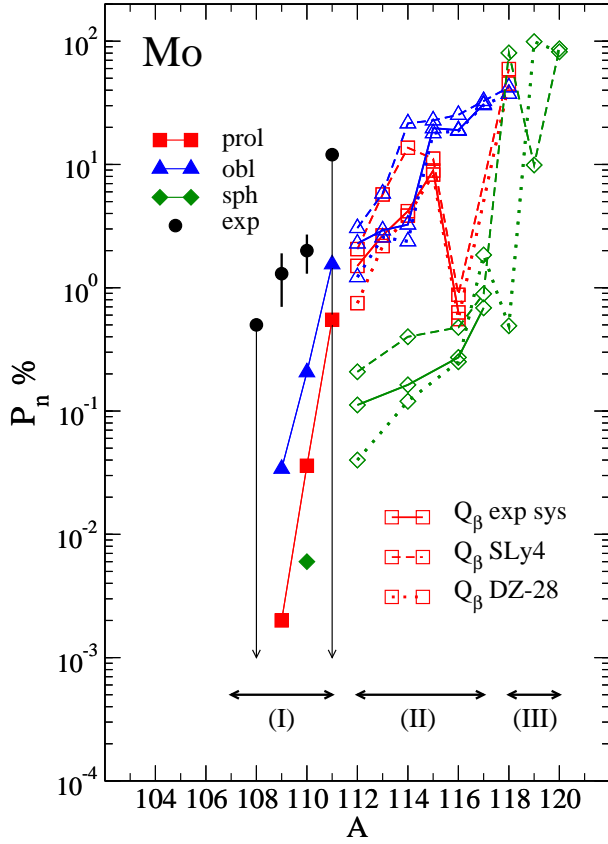 Mo
10^2
10^1
10^0
10^-1
10^-2
10^-3
10^-4
P_n %
prol
obl
sph
exp
Q_β exp sys
Q_β SLy4
Q_β DZ-28
(I) (II) (III)
104 106 108 110 112 114 116 118 120
A